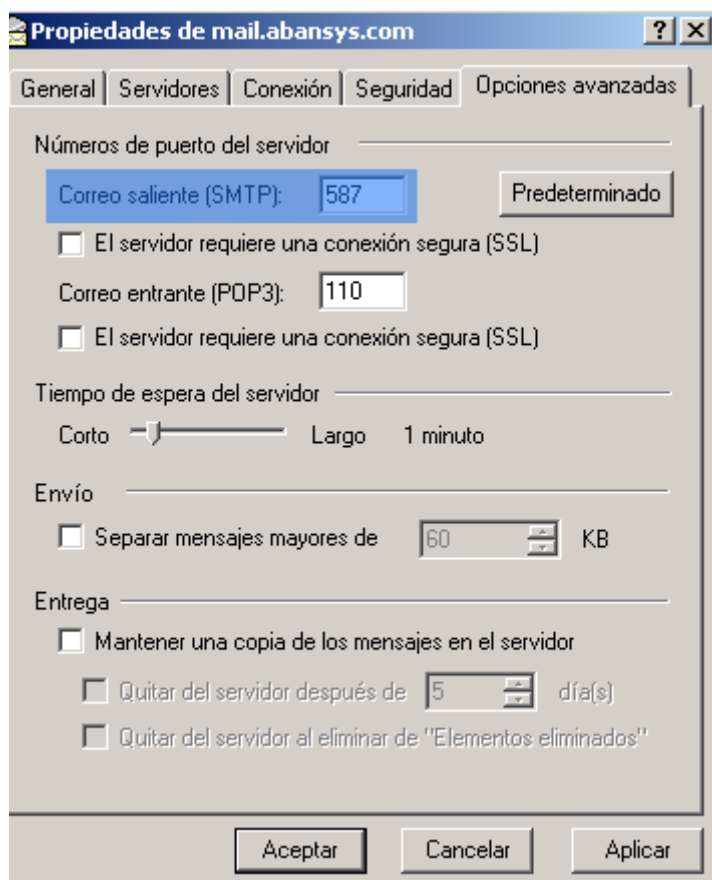 Propiedades de mail.abansys.com
General Servidores Conexión Seguridad Opciones avanzadas
Números de puerto del servidor
Correo saliente (SMTP): 587 Predeterminado
El servidor requiere una conexión segura (SSL)
Correo entrante (POP3): 110
El servidor requiere una conexión segura (SSL)
Tiempo de espera del servidor
Corto Largo 1 minuto
Envío
Separar mensajes mayores de 60 KB
Entrega
Mantener una copia de los mensajes en el servidor
Quitar del servidor después de 5 día(s)
Quitar del servidor al eliminar de "Elementos eliminados"
Aceptar Cancelar Aplicar